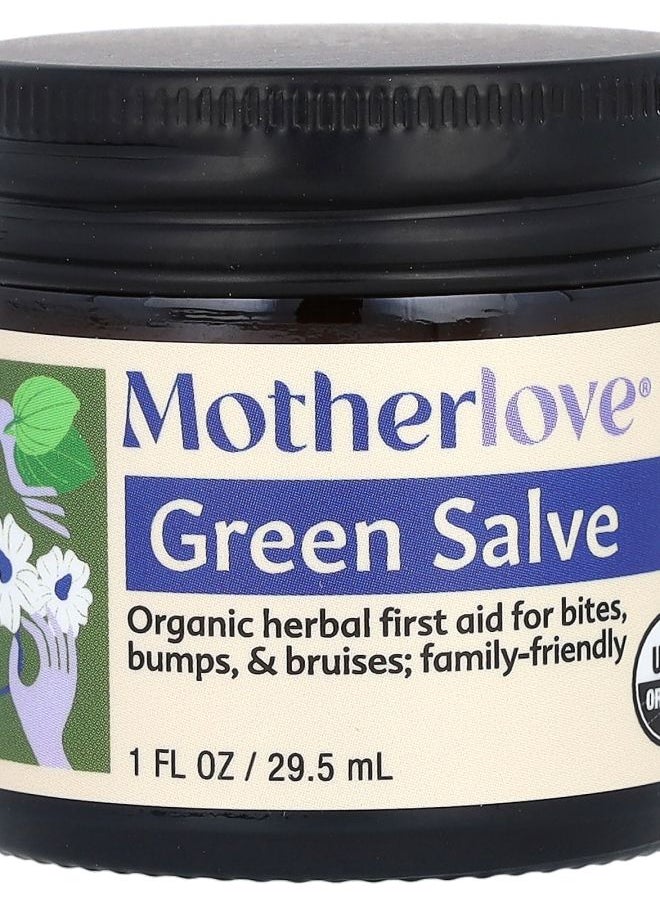 Motherlove®
Green Salve
Organic herbal first aid for bites,
bumps, & bruises; family-friendly
1 FL OZ / 29.5 mL